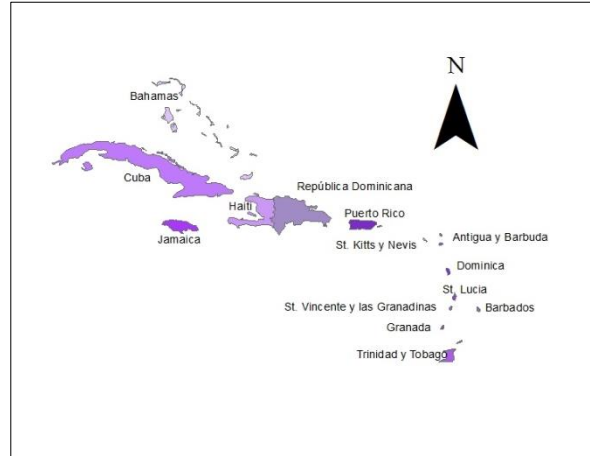 N
Bahamas
Cuba
República Dominicana
Haití
Puerto Rico
Jamaica
St. Kitts y Nevis
Antigua y Barbuda
Dominica
St. Lucia
St. Vincente y las Granadinas
Barbados
Granada
Trinidad y Tobago